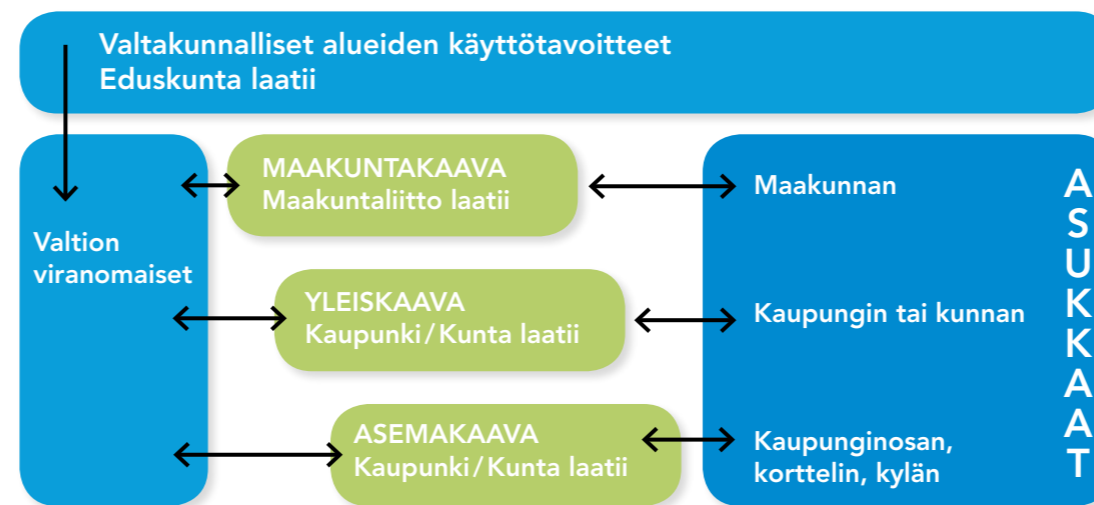 Valtakunnalliset alueiden käyttötavoitteet
Eduskunta laatii
Valtion
viranomaiset
MAAKUNTAKAAVA
Maakuntaliitto laatii
Maakunnan
YLEISKAAVA
Kaupunki/Kunta laatii
Kaupungin tai kunnan
ASEMAKAAVA
Kaupunki/Kunta laatii
Kaupunginosan,
korttelin, kylän
ASUKKAAT